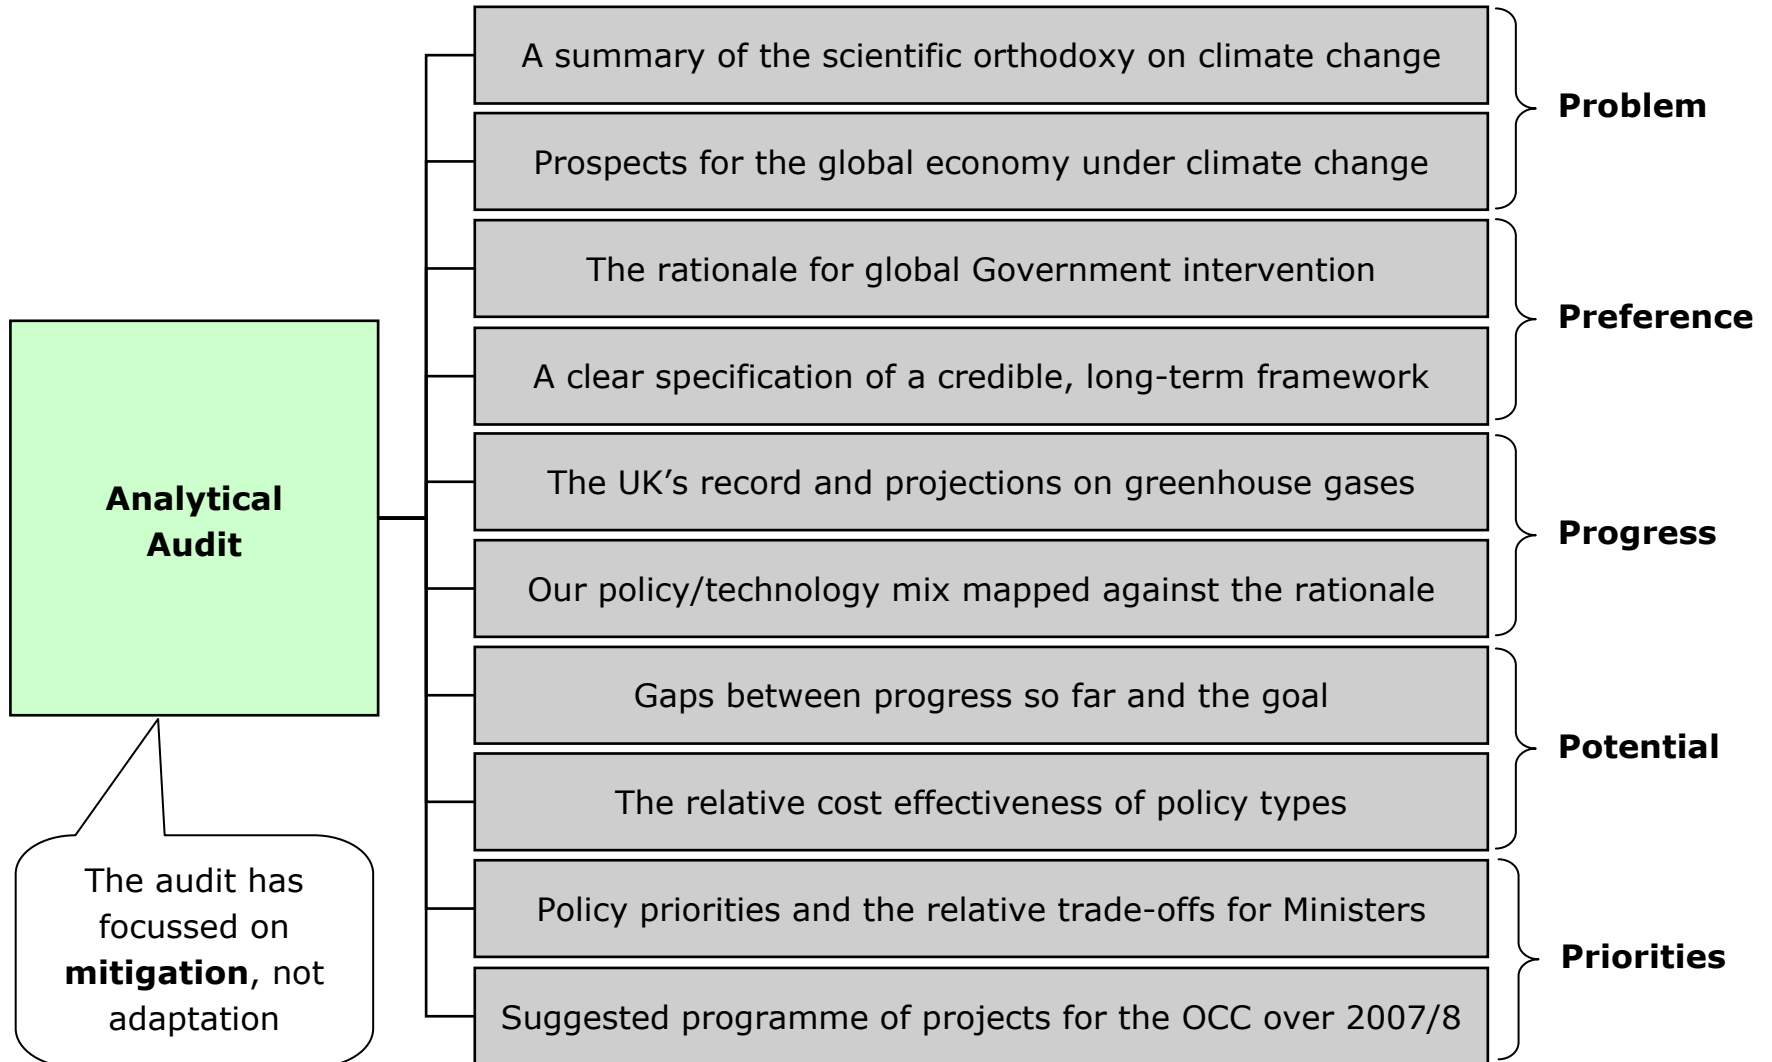 A summary of the scientific orthodoxy on climate change
Prospects for the global economy under climate change
Problem
The rationale for global Government intervention
A clear specification of a credible, long-term framework
Preference
Analytical
Audit
The UK’s record and projections on greenhouse gases
Our policy/technology mix mapped against the rationale
Progress
Gaps between progress so far and the goal
The relative cost effectiveness of policy types
Potential
The audit has
focussed on
mitigation, not
adaptation
Policy priorities and the relative trade-offs for Ministers
Suggested programme of projects for the OCC over 2007/8
Priorities